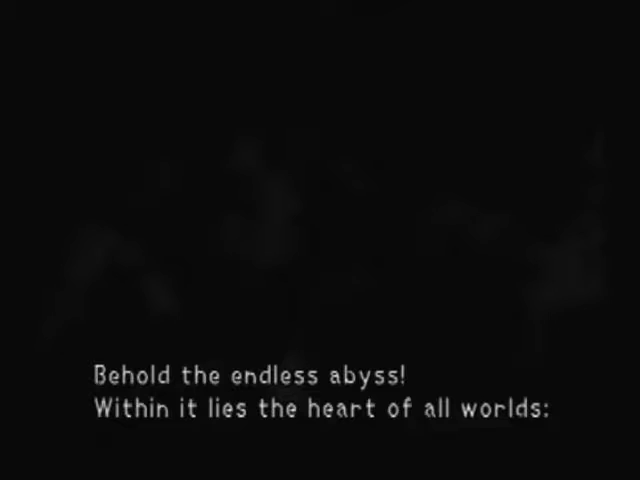 Behold the endless abyss!
Within it lies the heart of all worlds: